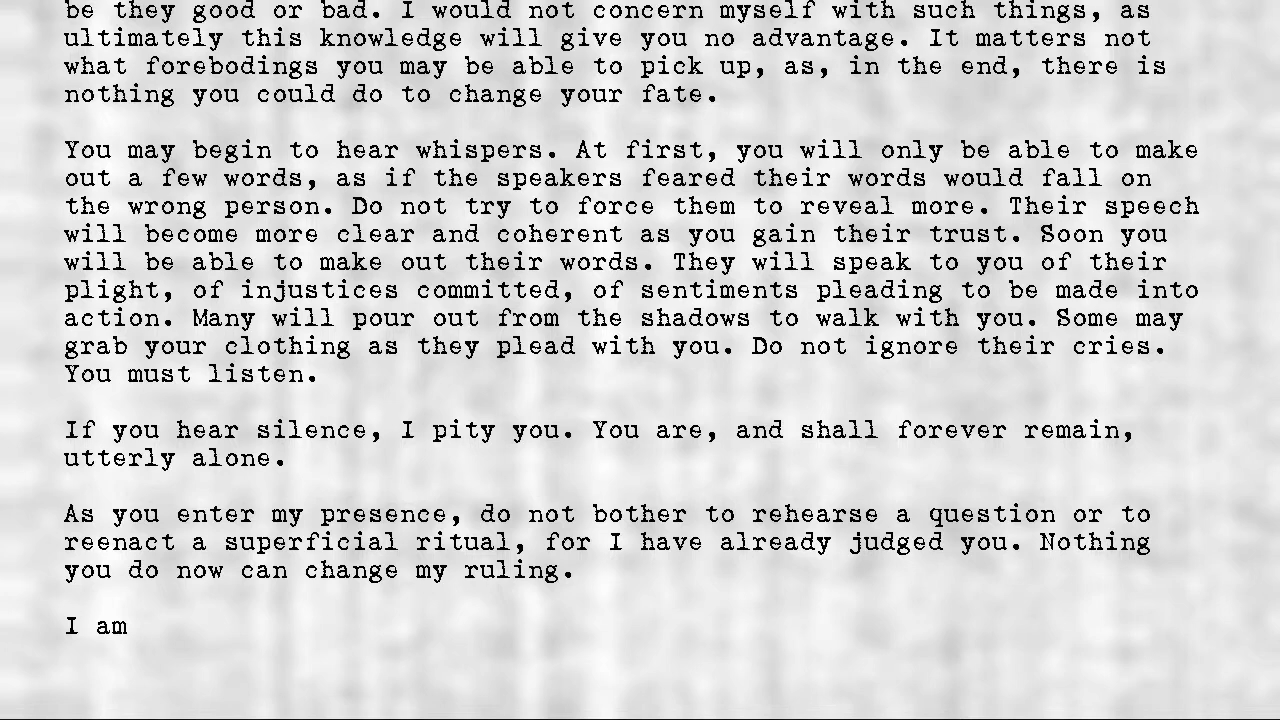 be they good or bad. I would not concern myself with such things, as
ultimately this knowledge will give you no advantage. It matters not
what forebodings you may be able to pick up, as, in the end, there is
nothing you could do to change your fate.
You may begin to hear whispers. At first, you will only be able to make
out a few words, as if the speakers feared their words would fall on
the wrong person. Do not try to force them to reveal more. Their speech
will become more clear and coherent as you gain their trust. Soon you
will be able to make out their words. They will speak to you of their
plight, of injustices committed, of sentiments pleading to be made into
action. Many will pour out from the shadows to walk with you. Some may
grab your clothing as they plead with you. Do not ignore their cries.
You must listen.
If you hear silence, I pity you. You are, and shall forever remain,
utterly alone.
As you enter my presence, do not bother to rehearse a question or to
reenact a superficial ritual, for I have already judged you. Nothing
you do now can change my ruling.
I am